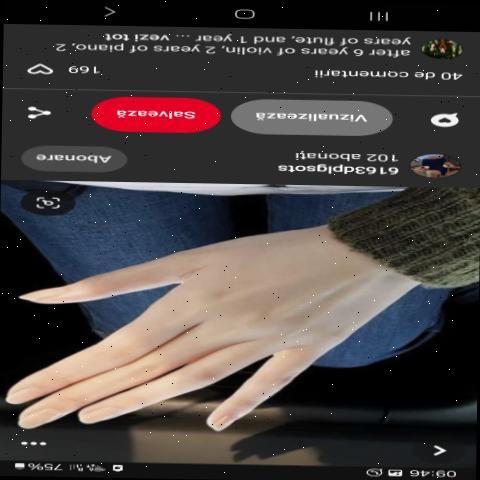 09:46
75%
6163dplgsots
102 abonați
Abonare
Vizualizează
Salvează
40 de comentarii
169
after 6 years of violin, 2 years of piano, 2
years of flute, and 1 year ... vezi tot